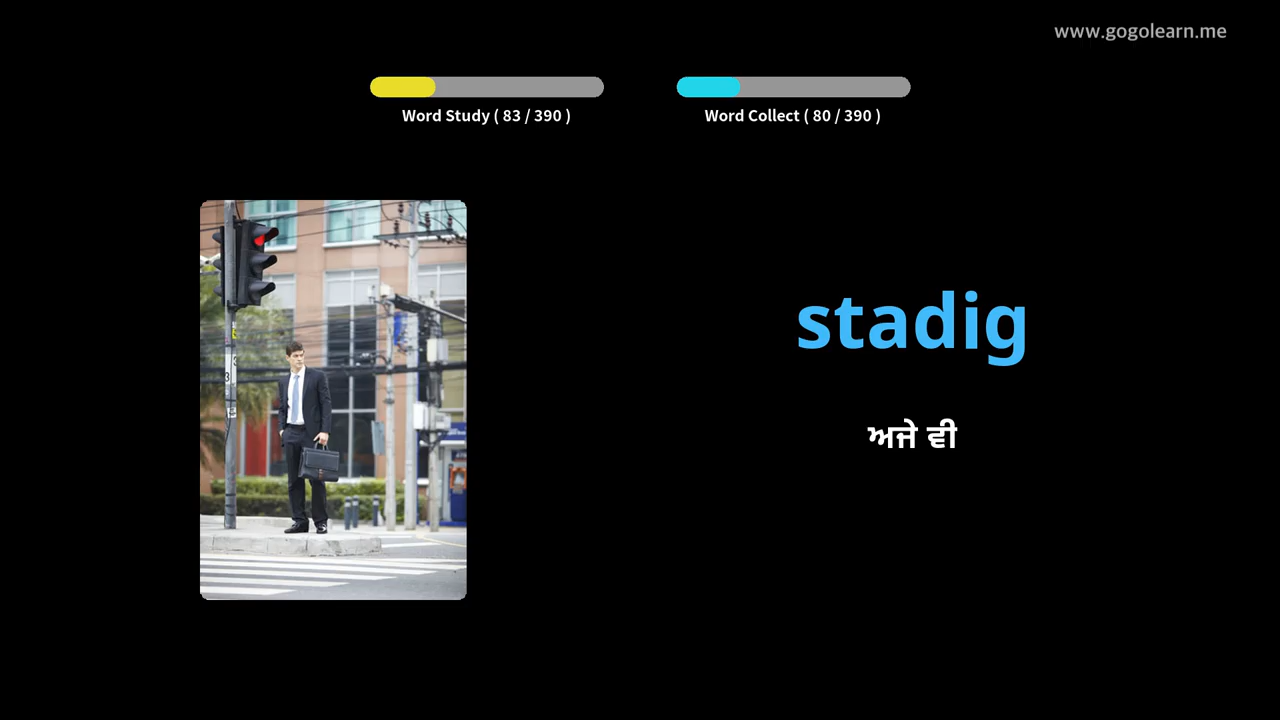 www.gogolearn.me
Word Study ( 83 / 390 )
Word Collect ( 80 / 390 )
stadig
ਅਜੇ ਵੀ